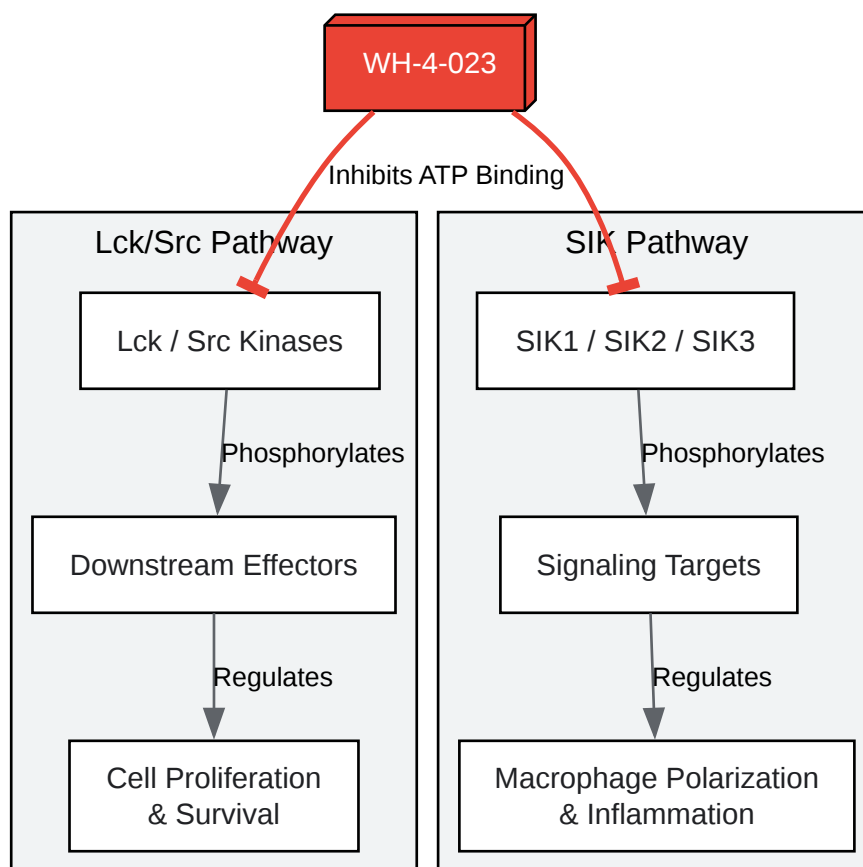 WH-4-023
Inhibits ATP Binding
Lck/Src Pathway
Lck / Src Kinases
Phosphorylates
Downstream Effectors
Regulates
Cell Proliferation
& Survival
SIK Pathway
SIK1 / SIK2 / SIK3
Phosphorylates
Signaling Targets
Regulates
Macrophage Polarization
& Inflammation